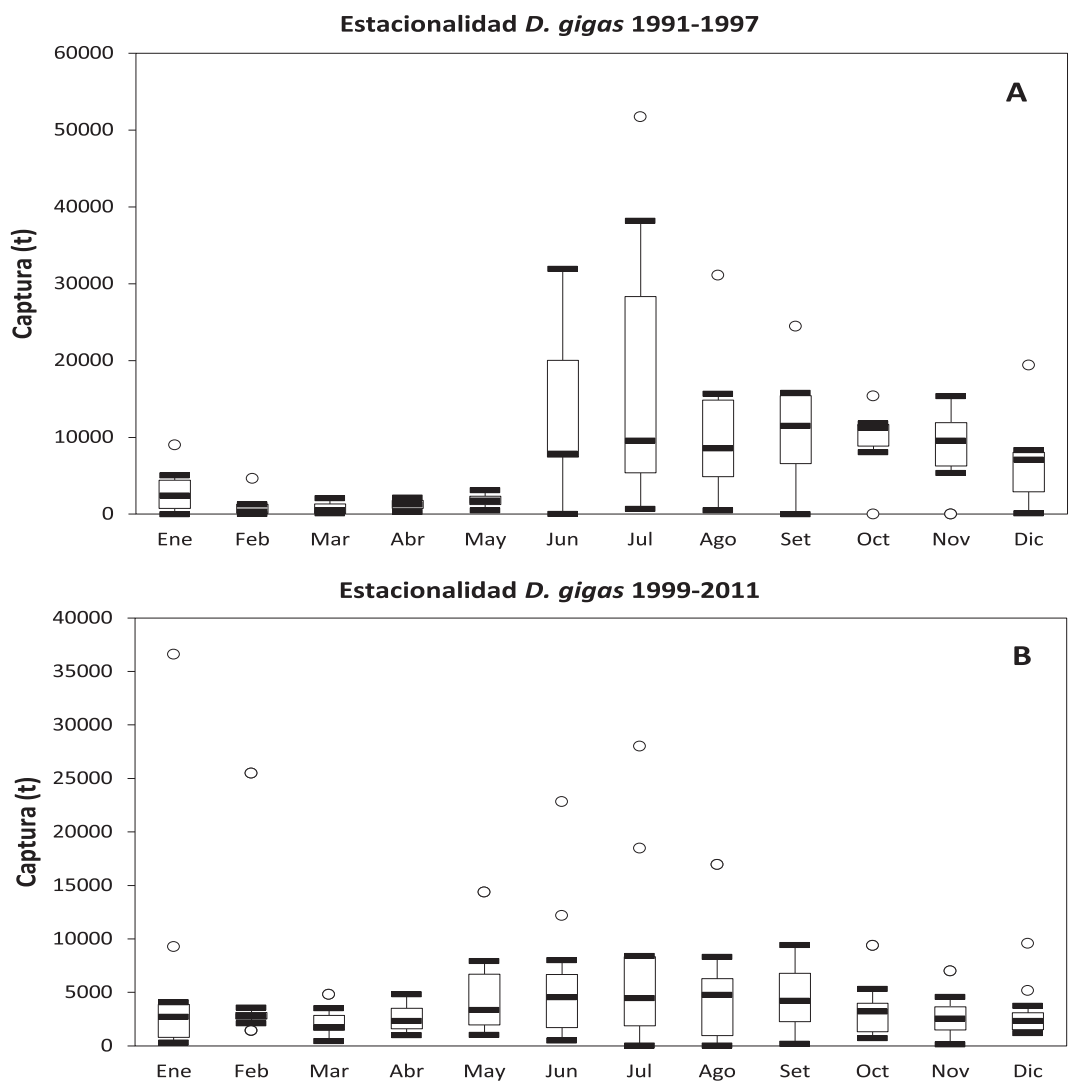 Estacionalidad D. gigas 1991-1997
A
Captura (t)
60000
50000
40000
30000
20000
10000
0
Ene Feb Mar Abr May Jun Jul Ago Set Oct Nov Dic
Estacionalidad D. gigas 1999-2011
B
Captura (t)
40000
35000
30000
25000
20000
15000
10000
5000
0
Ene Feb Mar Abr May Jun Jul Ago Set Oct Nov Dic